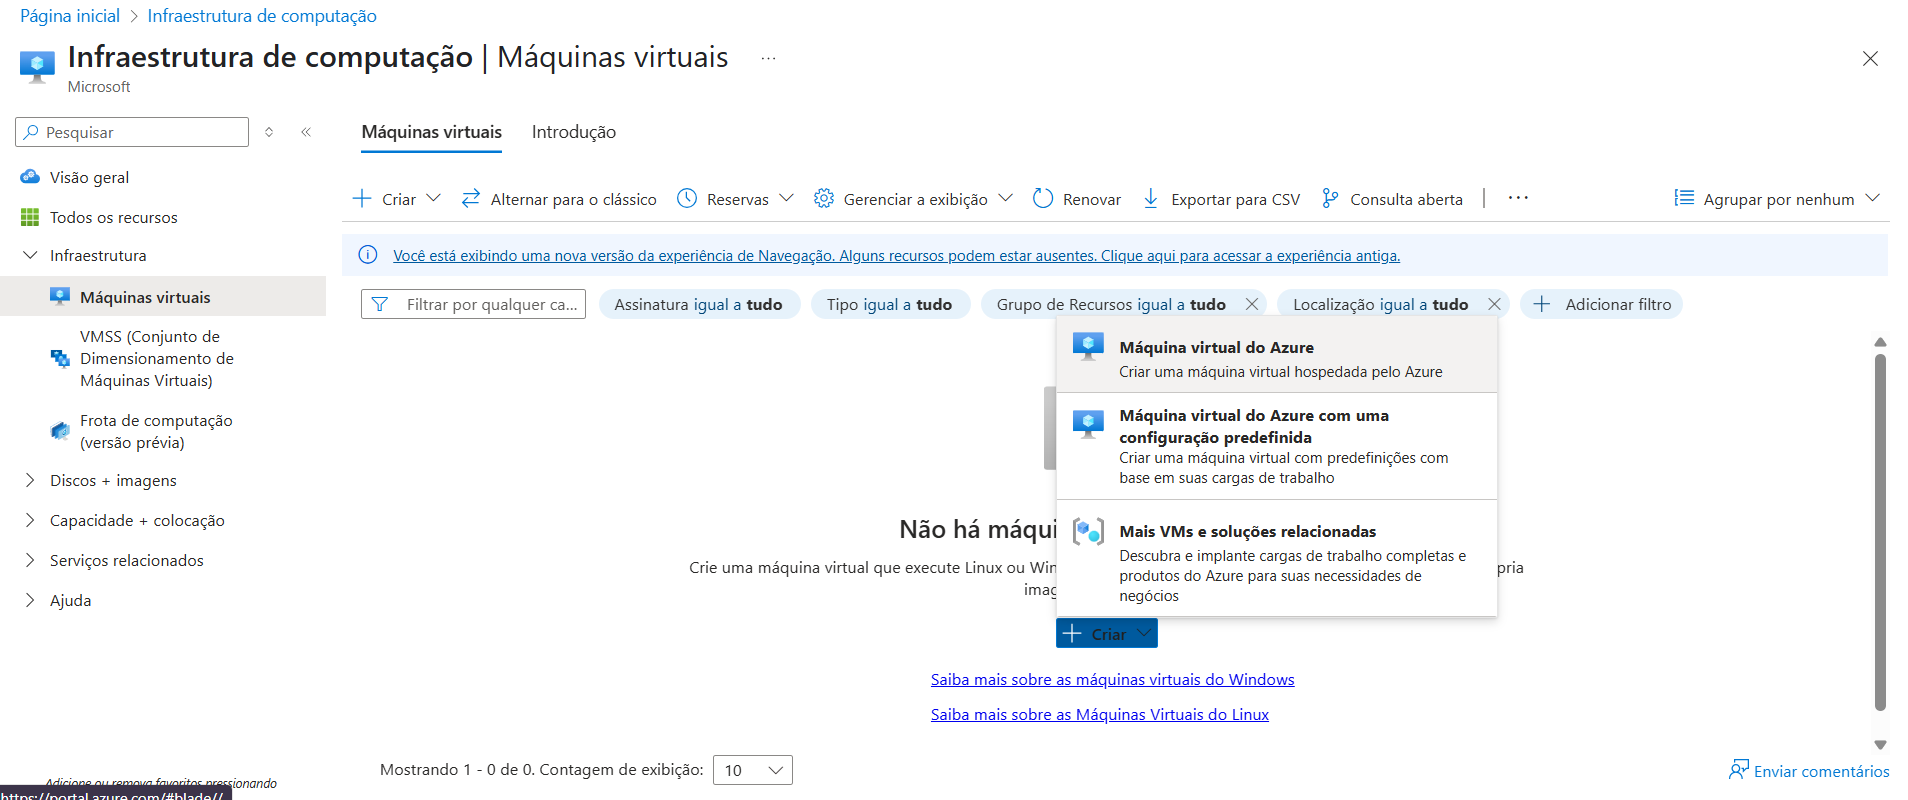 Página inicial > Infraestrutura de computação
Infraestrutura de computação | Máquinas virtuais ...
Microsoft
Pesquisar
Visão geral
Todos os recursos
Infraestrutura
Máquinas virtuais
VMSS (Conjunto de
Dimensionamento de
Máquinas Virtuais)
Frota de computação
(versão prévia)
Discos + imagens
Capacidade + colocação
Serviços relacionados
Ajuda
Adicione ou remova favoritos pressionando
https://portal.azure.com/#blade//
Máquinas virtuais Introdução
Criar Alternar para o clássico Reservas Gerenciar a exibição Renovar Exportar para CSV Consulta aberta ... Agrupar por nenhum
Você está exibindo uma nova versão da experiência de Navegação. Alguns recursos podem estar ausentes. Clique aqui para acessar a experiência antiga.
Filtrar por qualquer ca... Assinatura igual a tudo Tipo igual a tudo Grupo de Recursos igual a tudo Localização igual a tudo Adicionar filtro
Máquina virtual do Azure
Criar uma máquina virtual hospedada pelo Azure
Máquina virtual do Azure com uma
configuração predefinida
Criar uma máquina virtual com predefinições com
base em suas cargas de trabalho
Mais VMs e soluções relacionadas
Descubra e implante cargas de trabalho completas e
produtos do Azure para suas necessidades de
negócios
Não há
Crie uma máquina virtual que execute Linux ou
Criar
Saiba mais sobre as máquinas virtuais do Windows
Saiba mais sobre as Máquinas Virtuais do Linux
Mostrando 1 - 0 de 0. Contagem de exibição: 10
Enviar comentários